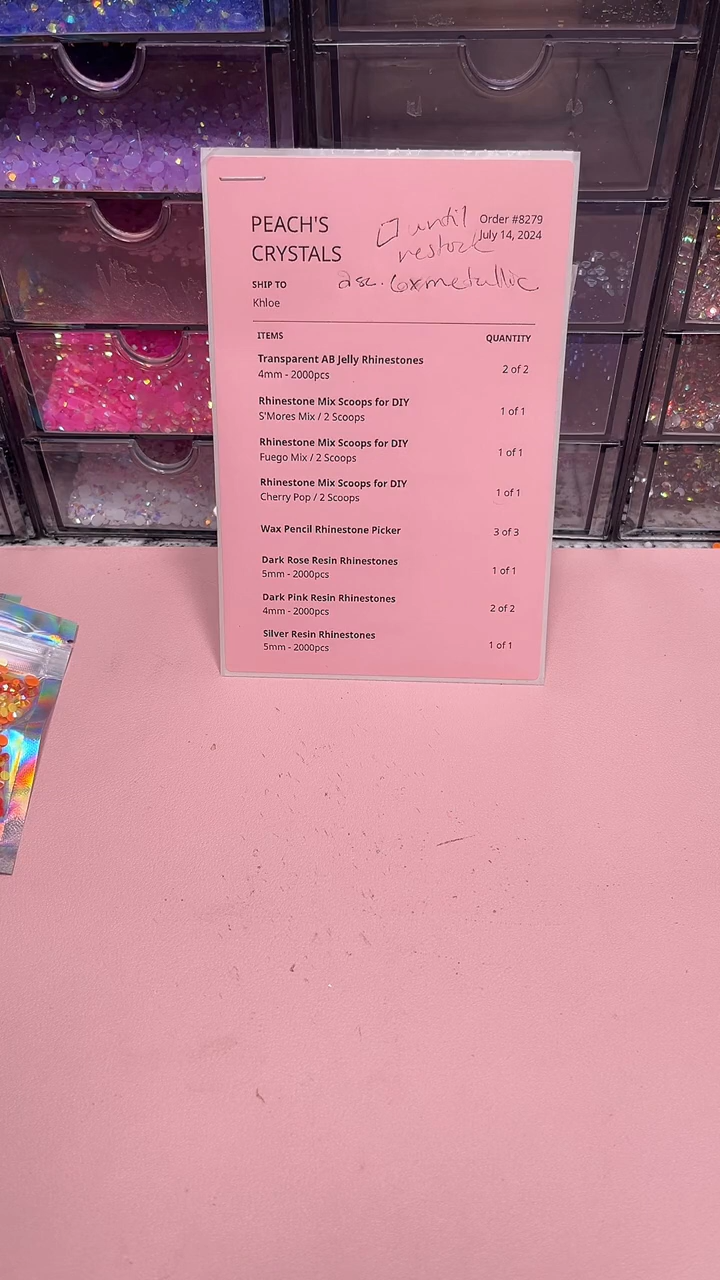 PEACH'S
CRYSTALS
until
restock
Order #8279
July 14, 2024
SHIP TO
Khloe
ITEMS QUANTITY
Transparent AB Jelly Rhinestones
4mm - 2000pcs
2 of 2
Rhinestone Mix Scoops for DIY
S'Mores Mix / 2 Scoops
1 of 1
Rhinestone Mix Scoops for DIY
Fuego Mix / 2 Scoops
1 of 1
Rhinestone Mix Scoops for DIY
Cherry Pop / 2 Scoops
1 of 1
Wax Pencil Rhinestone Picker 3 of 3
Dark Rose Resin Rhinestones
5mm - 2000pcs
1 of 1
Dark Pink Resin Rhinestones
4mm - 2000pcs
2 of 2
Silver Resin Rhinestones
5mm - 2000pcs
1 of 1